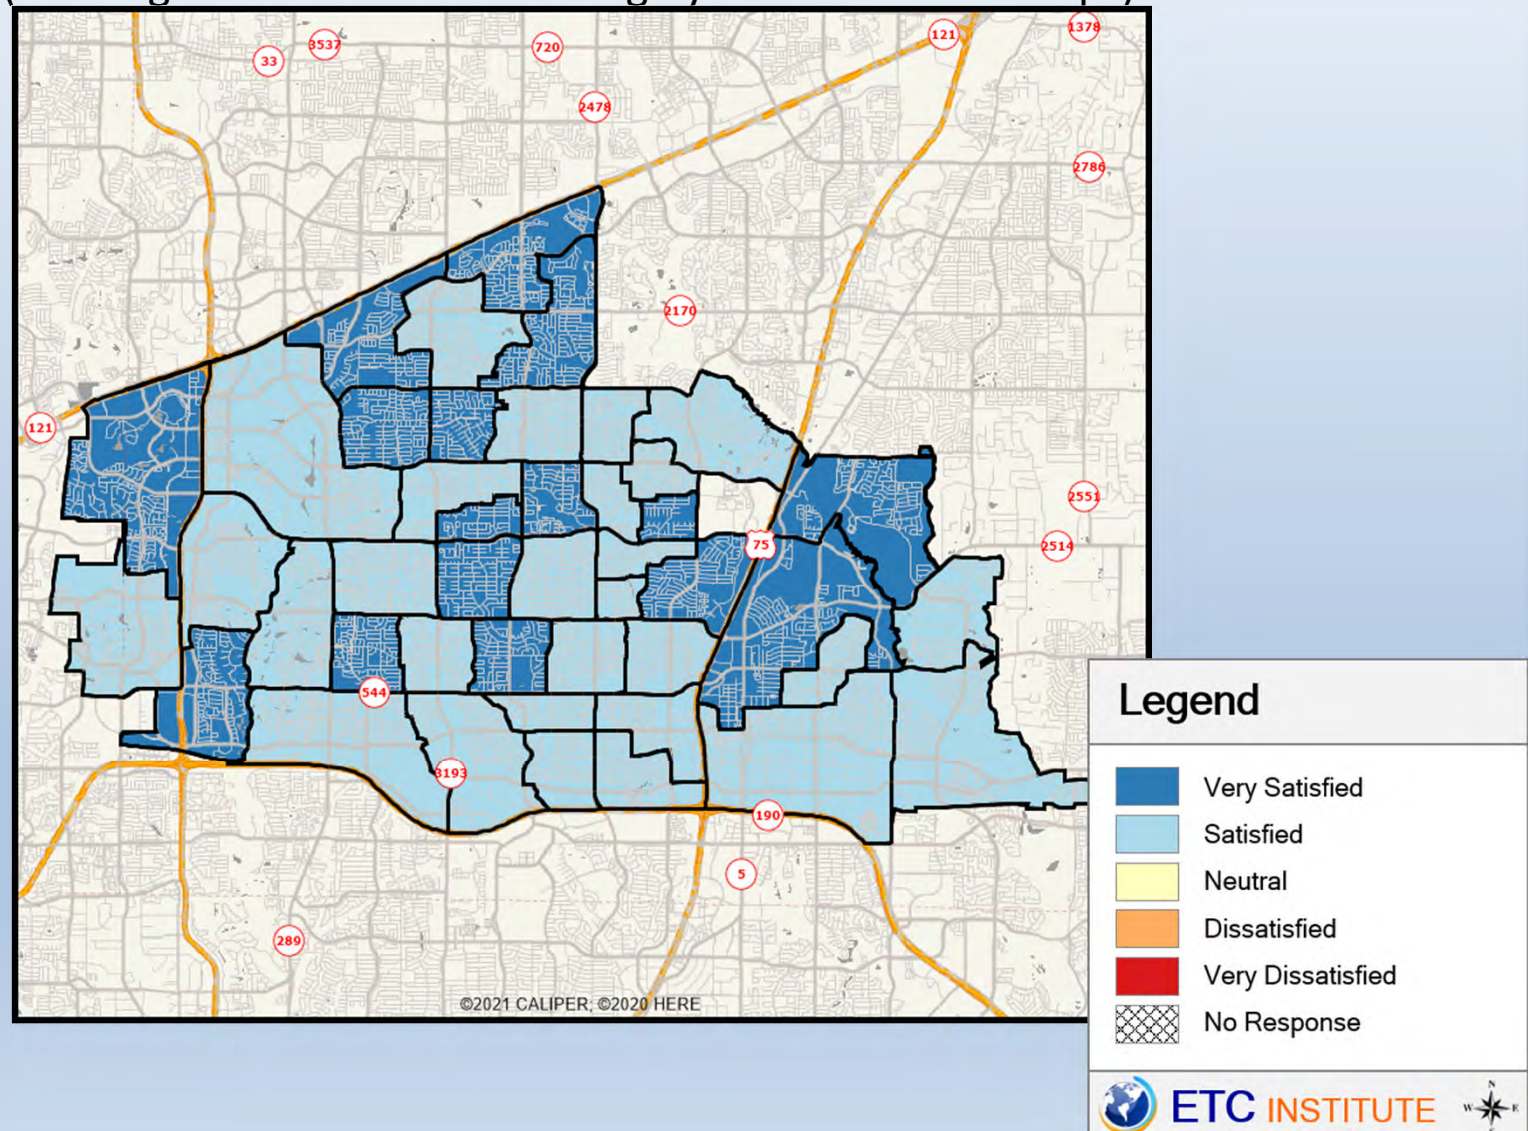 121
1378
33
3537
720
2478
2786
2170
121
2551
75
2514
544
3193
190
5
289
©2021 CALIPER; ©2020 HERE
Legend
Very Satisfied
Satisfied
Neutral
Dissatisfied
Very Dissatisfied
No Response
ETC INSTITUTE
N
W E